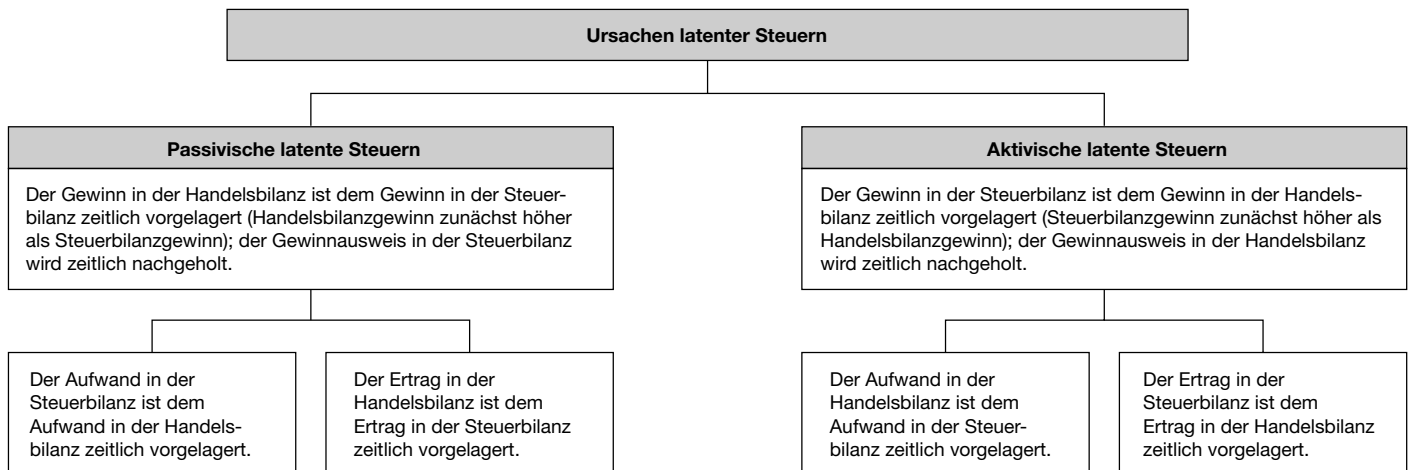 Ursachen latenter Steuern
Passivische latente Steuern
Der Gewinn in der Handelsbilanz ist dem Gewinn in der Steuer-
bilanz zeitlich vorgelagert (Handelsbilanzgewinn zunächst höher
als Steuerbilanzgewinn); der Gewinnausweis in der Steuerbilanz
wird zeitlich nachgeholt.
Der Aufwand in der
Steuerbilanz ist dem
Aufwand in der Handels-
bilanz zeitlich vorgelagert.
Der Ertrag in der
Handelsbilanz ist dem
Ertrag in der Steuerbilanz
zeitlich vorgelagert.
Aktivische latente Steuern
Der Gewinn in der Steuerbilanz ist dem Gewinn in der Handels-
bilanz zeitlich vorgelagert (Steuerbilanzgewinn zunächst höher als
Handelsbilanzgewinn); der Gewinnausweis in der Handelsbilanz
wird zeitlich nachgeholt.
Der Aufwand in der
Handelsbilanz ist dem
Aufwand in der Steuer-
bilanz zeitlich vorgelagert.
Der Ertrag in der
Steuerbilanz ist dem
Ertrag in der Handelsbilanz
zeitlich vorgelagert.